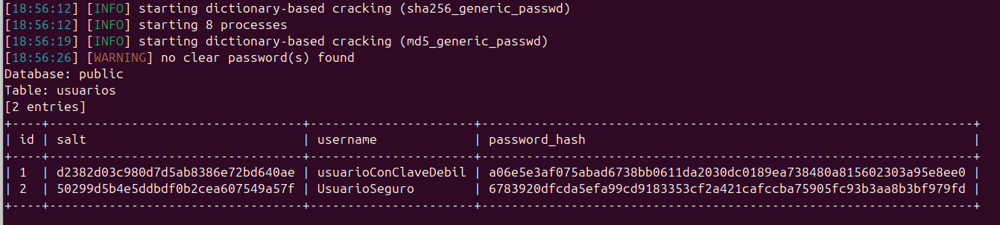 [18:56:12] [INFO] starting dictionary-based cracking (sha256_generic_passwd)
[18:56:12] [INFO] starting 8 processes
[18:56:19] [INFO] starting dictionary-based cracking (md5_generic_passwd)
[18:56:26] [WARNING] no clear password(s) found
Database: public
Table: usuarios
[2 entries]
+----+----------------------------------+---------------------+------------------------------------------------------------------+
| id | salt                             | username            | password_hash                                                    |
+----+----------------------------------+---------------------+------------------------------------------------------------------+
| 1  | d2382d03c980d7d5ab8386e72bd640ae | usuarioConClaveDebil | a06e5e3af075abad6738bb0611da2030dc0189ea738480a815602303a95e8ee0 |
| 2  | 50299d5b4e5ddbdf0b2cea607549a57f | UsuarioSeguro       | 6783920dfcda5efa99cd9183353cf2a421cafccba75905fc93b3aa8b3bf979fd |
+----+----------------------------------+---------------------+------------------------------------------------------------------+